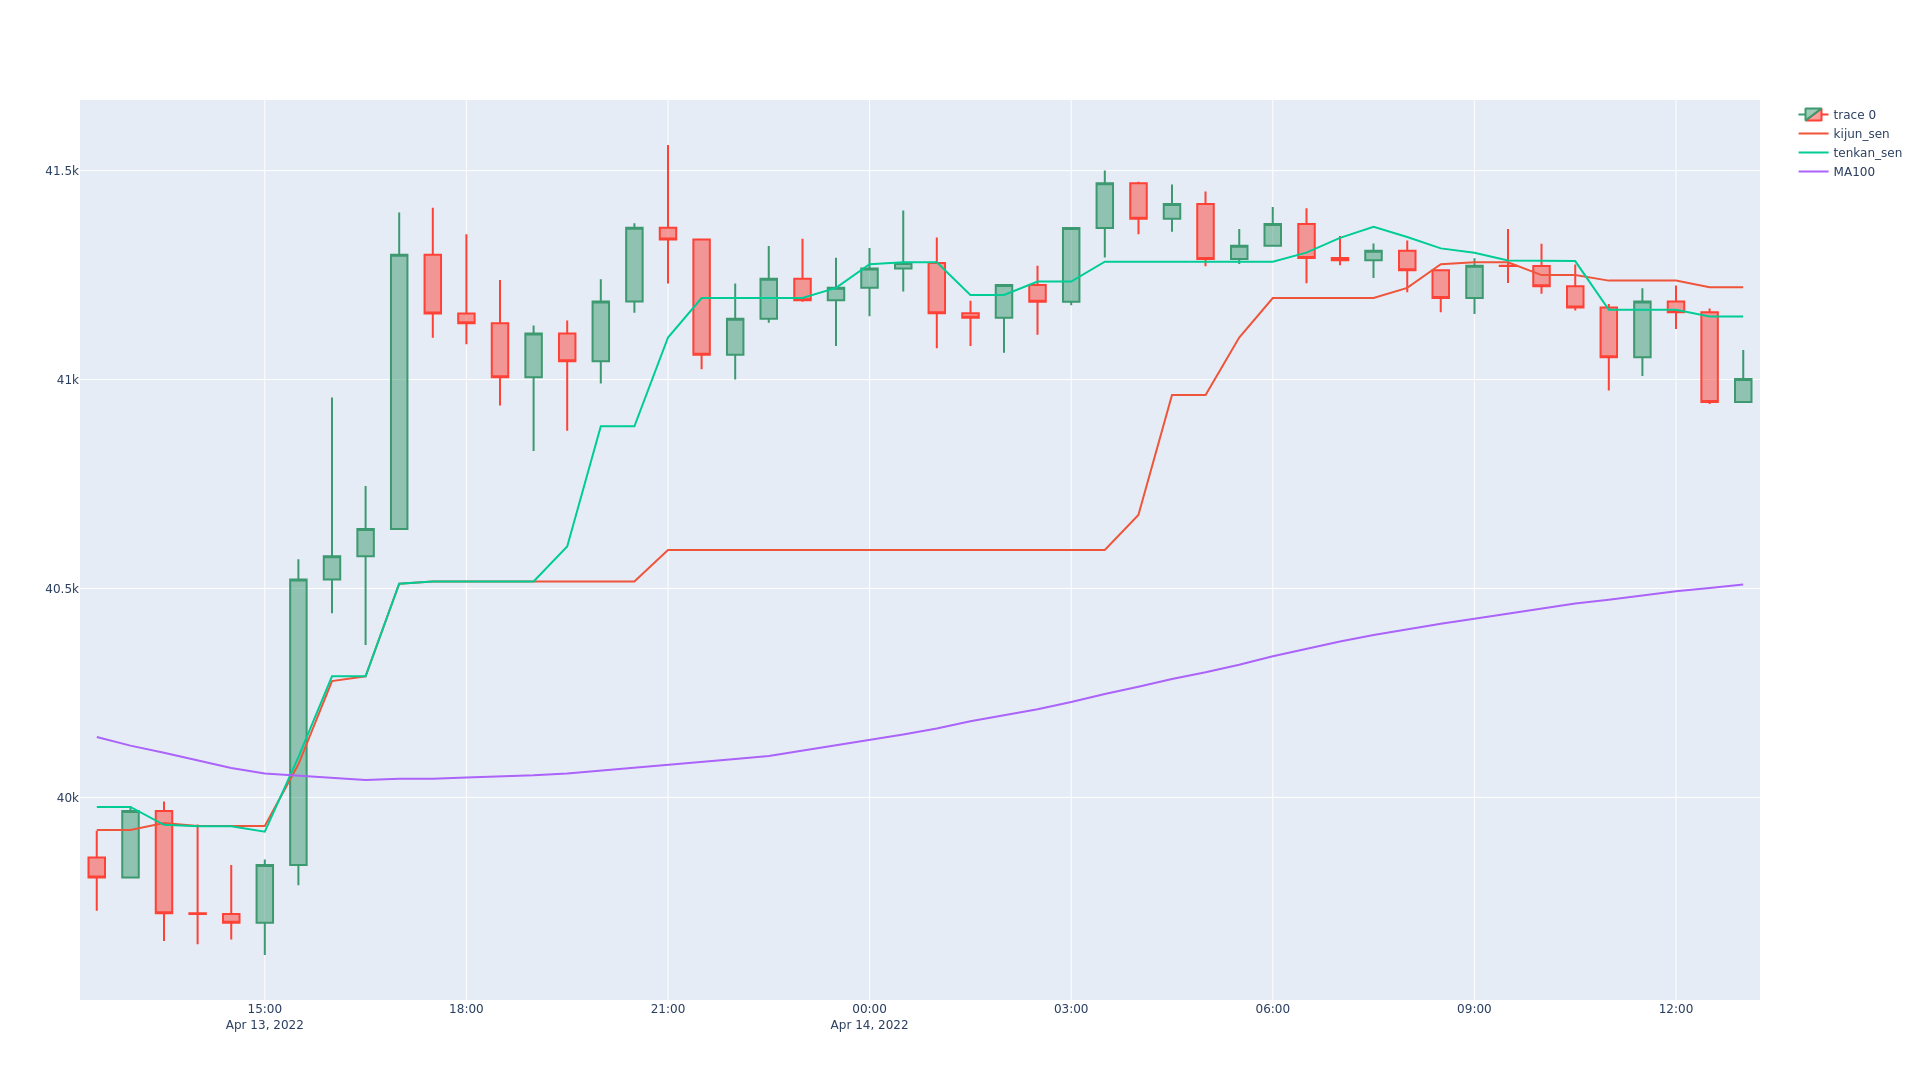 trace 0
kijun_sen
tenkan_sen
MA100
41.5k
41k
40.5k
40k
15:00 18:00 21:00 00:00 03:00 06:00 09:00 12:00
Apr 13, 2022 Apr 14, 2022